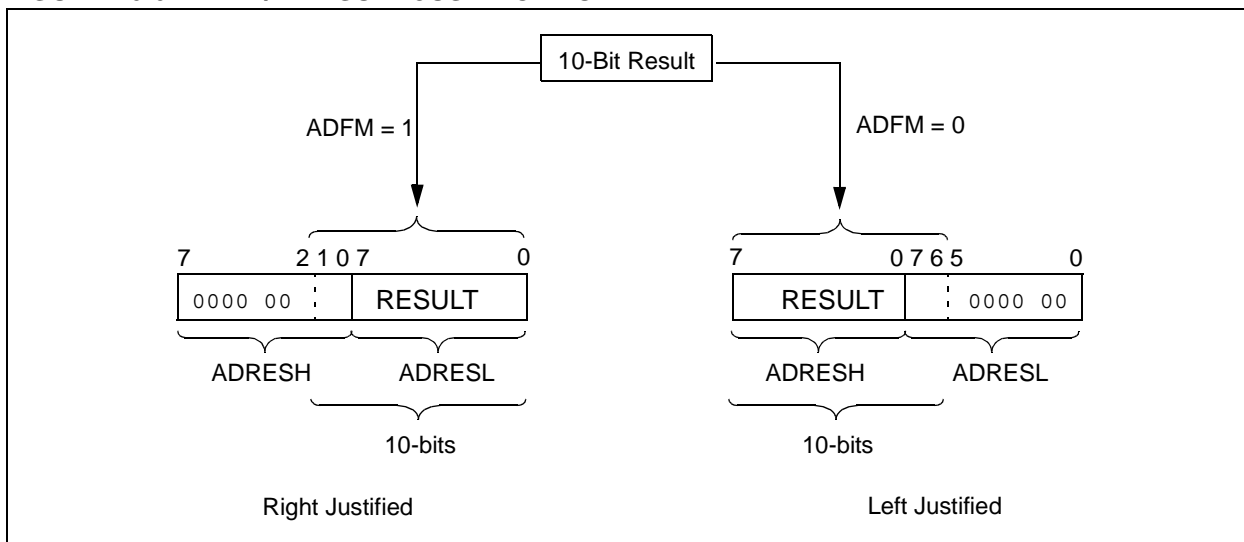 10-Bit Result
ADFM = 1
ADFM = 0
7 2 1 0 7 0
7 0 7 6 5 0
0000 00 RESULT
RESULT 0000 00
ADRESH ADRESL
ADRESH ADRESL
10-bits
10-bits
Right Justified
Left Justified